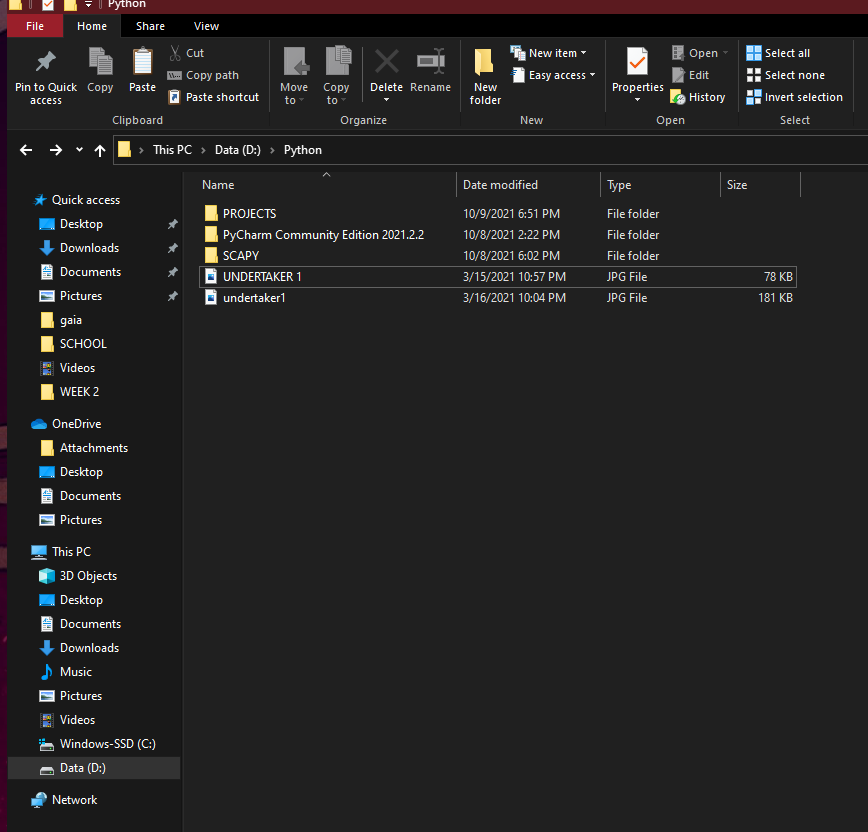 Python
File Home Share View
Pin to Quick access
Copy
Paste
Cut
Copy path
Paste shortcut
Clipboard
Move to
Copy to
Delete
Rename
Organize
New folder
New item
Easy access
New
Properties
Open
Edit
History
Open
Select all
Select none
Invert selection
Select
This PC > Data (D:) > Python
Name Date modified Type Size
PROJECTS 10/9/2021 6:51 PM File folder
PyCharm Community Edition 2021.2.2 10/8/2021 2:22 PM File folder
SCAPY 10/8/2021 6:02 PM File folder
UNDERTAKER 1 3/15/2021 10:57 PM JPG File 78 KB
undertaker1 3/16/2021 10:04 PM JPG File 181 KB
Quick access
Desktop
Downloads
Documents
Pictures
gaia
SCHOOL
Videos
WEEK 2
OneDrive
Attachments
Desktop
Documents
Pictures
This PC
3D Objects
Desktop
Documents
Downloads
Music
Pictures
Videos
Windows-SSD (C:)
Data (D:)
Network